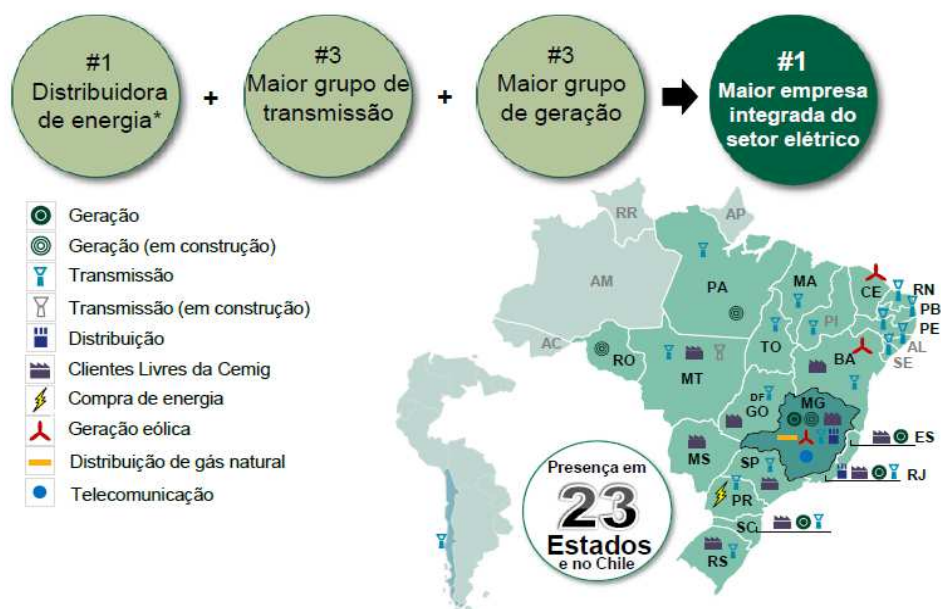 #1
Distribuidora
de energia*
+
#3
Maior grupo de
transmissão
+
#3
Maior grupo
de geração
#1
Maior empresa
integrada do
setor elétrico
Geração
Geração (em construção)
Transmissão
Transmissão (em construção)
Distribuição
Clientes Livres da Cemig
Compra de energia
Geração eólica
Distribuição de gás natural
Telecomunicação
RR
AP
AM
PA
MA
CE
RN
PB
PI
PE
AL
SE
AC
RO
TO
BA
MT
DF
GO
MG
ES
MS
SP
RJ
PR
SC
RS
Presença em
23
Estados
e no Chile